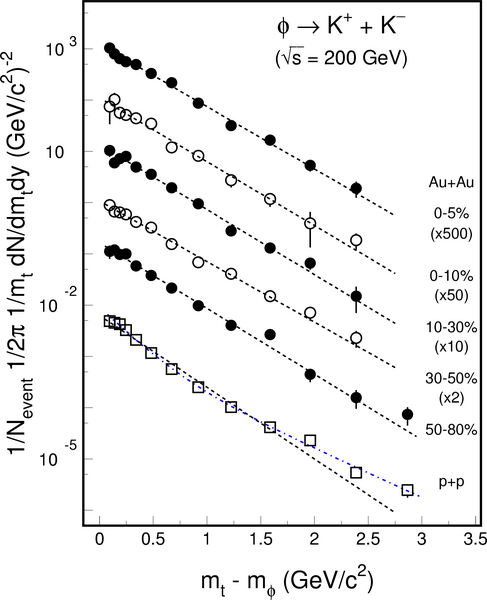 ϕ → K⁺ + K⁻
(√s = 200 GeV)
1/N_event 1/2π 1/m_t dN/dm_tdy (GeV/c²)⁻²
10³
10
10⁻²
10⁻⁵
Au+Au
0-5%
(x500)
0-10%
(x50)
10-30%
(x10)
30-50%
(x2)
50-80%
p+p
0 0.5 1 1.5 2 2.5 3 3.5
m_t - m_ϕ (GeV/c²)